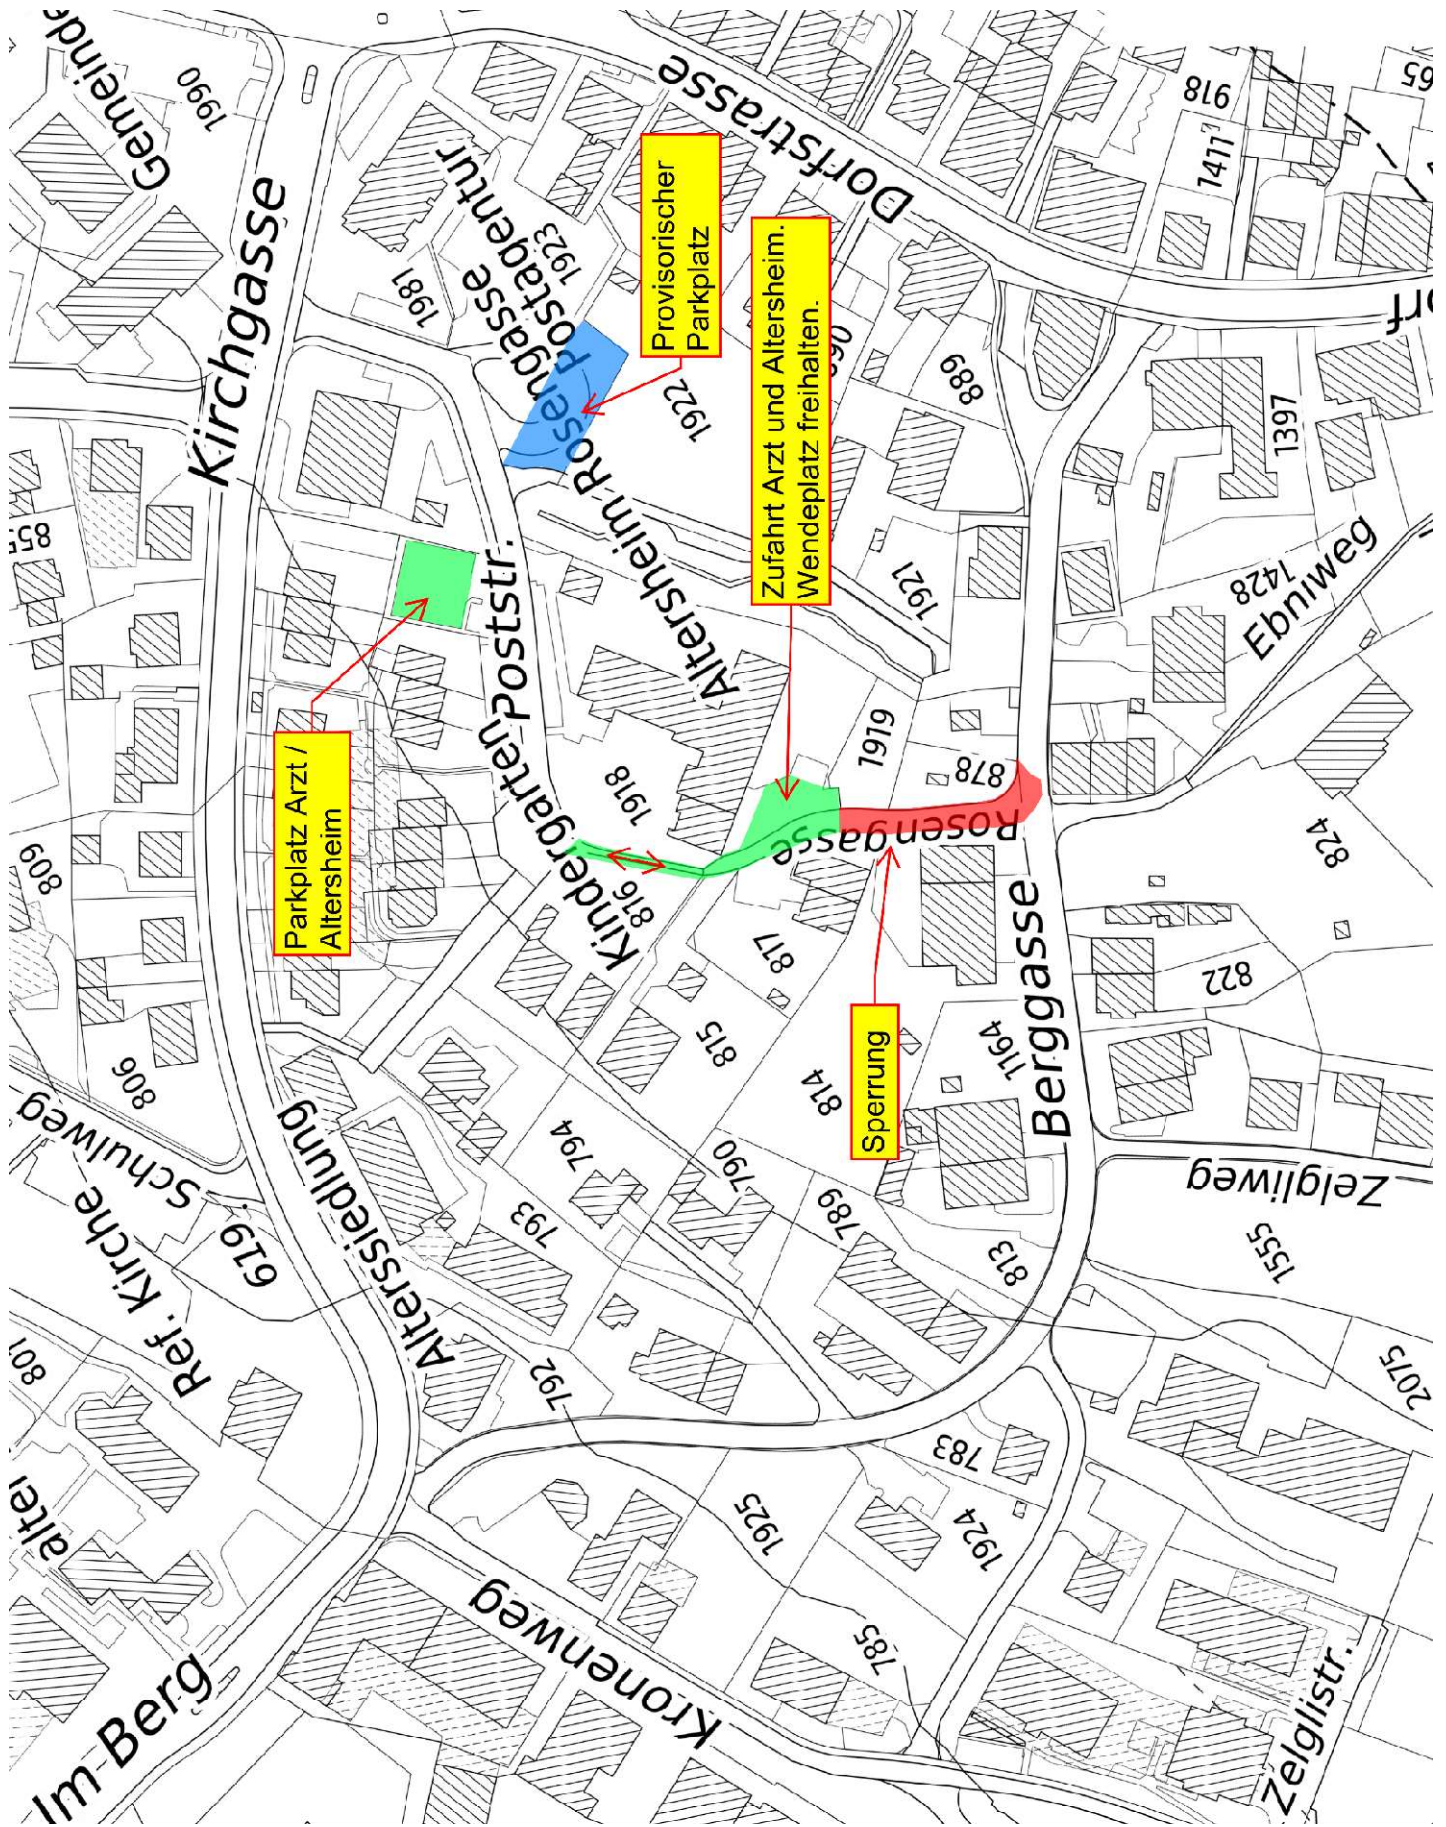 Gemeinde
1990
Kirchgasse
Dorfstrasse
918
1411
1981
1923
Postagentur
Altersheim Rosengasse
Provisorischer
Parkplatz
1922
Zufahrt Arzt und Altersheim.
Wendeplatz freihalten.
889
1397
Poststr.
1921
1428
Ebniweg
Parkplatz Arzt /
Altersheim
Kindergarten
1918
1919
878
Rosengasse
816
817
824
809
822
Berggasse
815
814
Sperrung
1164
806
Schulweg
Alterssiedlung
794
790
793
789
813
Zelgliweg
1555
619
Ref. Kirche
801
792
2075
783
1925
1924
785
Kronenweg
Im Berg
Zelglistr.